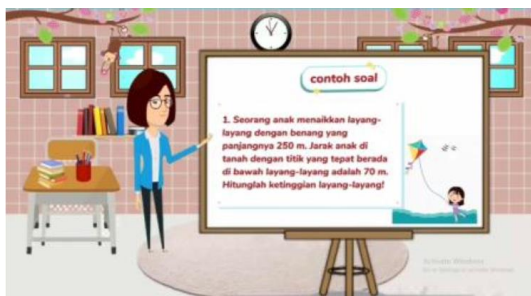 contoh soal
1. Seorang anak menaikkan layang-
layang dengan benang yang
panjangnya 250 m. Jarak anak di
tanah dengan titik yang tepat berada
di bawah layang-layang adalah 70 m.
Hitunglah ketinggian layang-layang!
Activate Windows